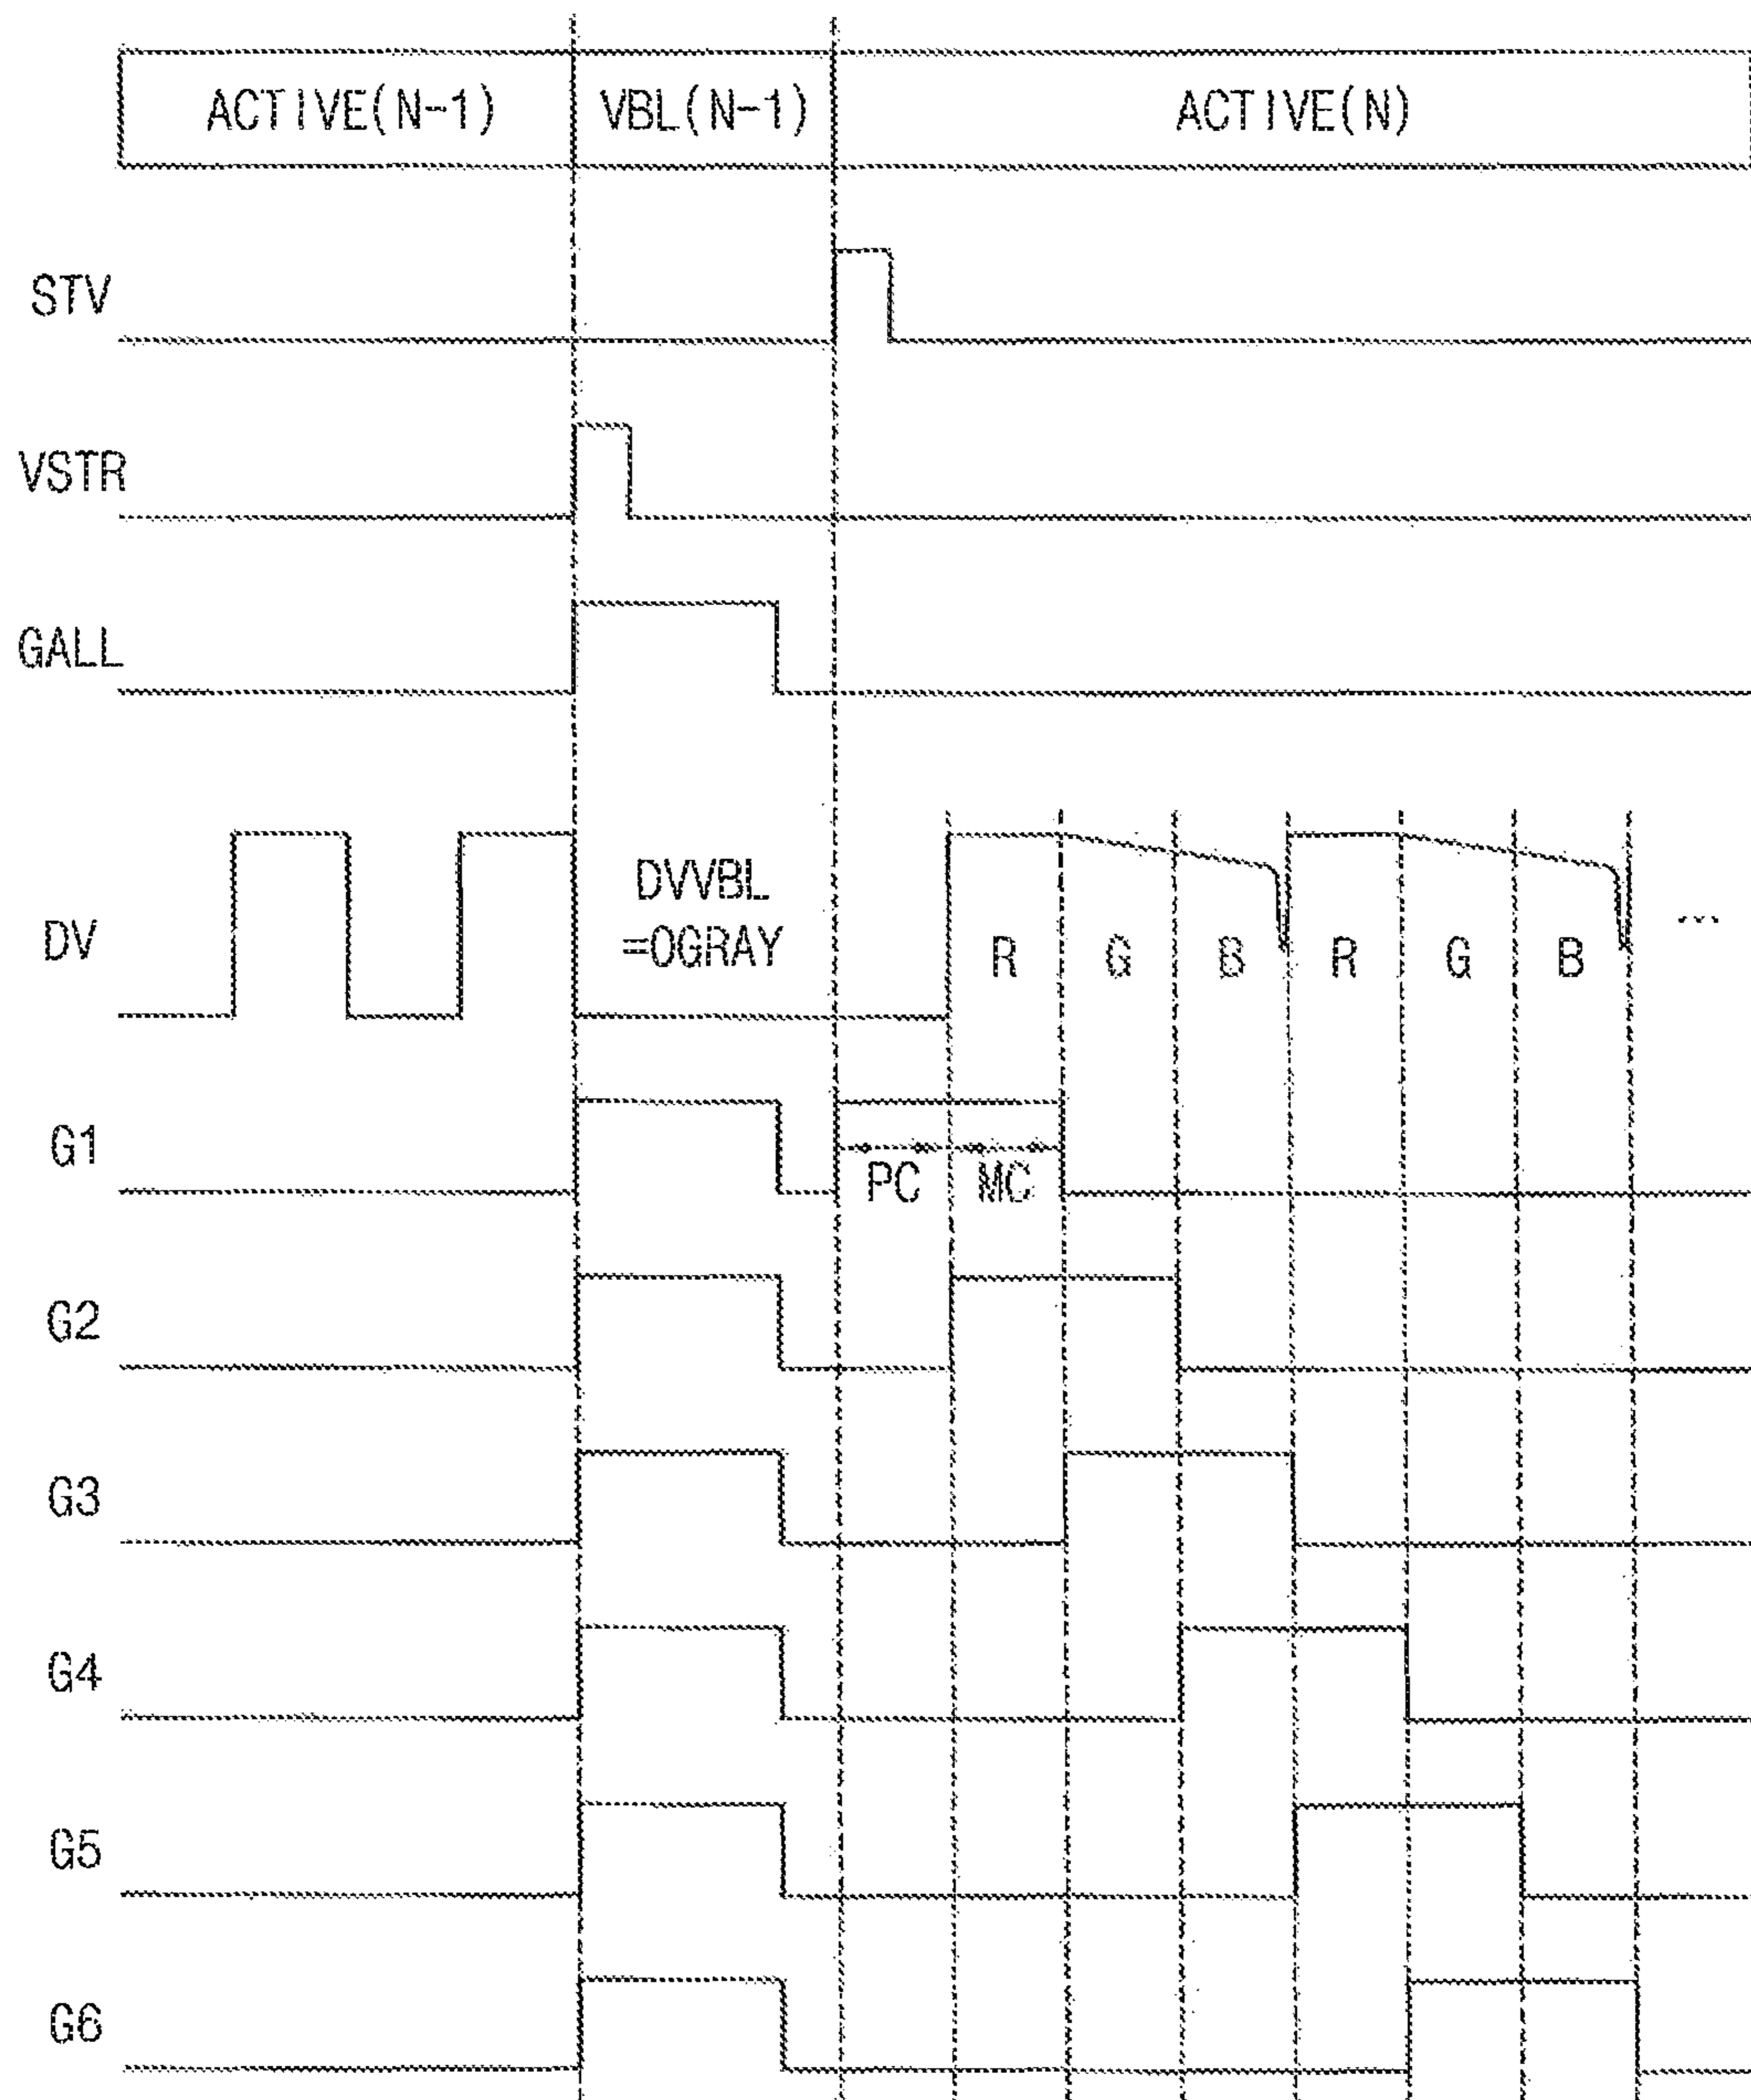 ACTIVE(N-1) VBL(N-1) ACTIVE(N)
STV
VSTR
GALL
DVVBL
=0GRAY
DV
R G B R G B ...
G1
PC MC
G2
G3
G4
G5
G6